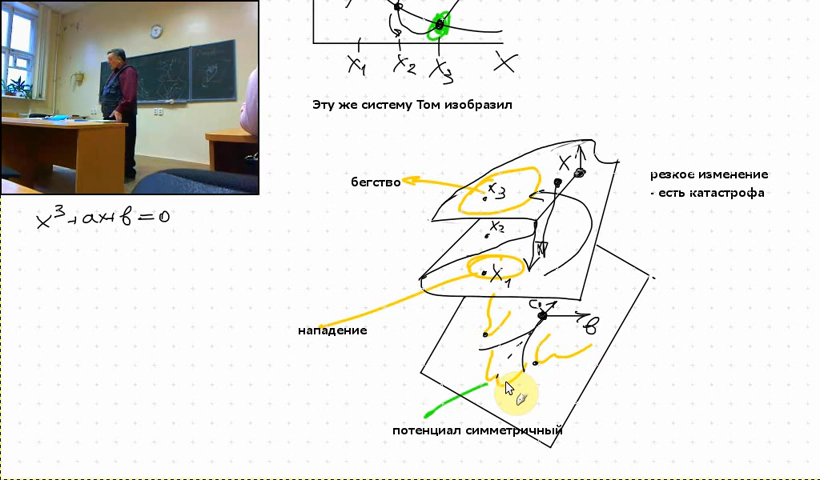 x₁ x₂ x₃ X
Эту же систему Том изобразил
X
бегство
x₃
резкое изменение
- есть катастрофа
x³+ax+b=0
x₂
x₁
нападение
b
потенциал симметричный